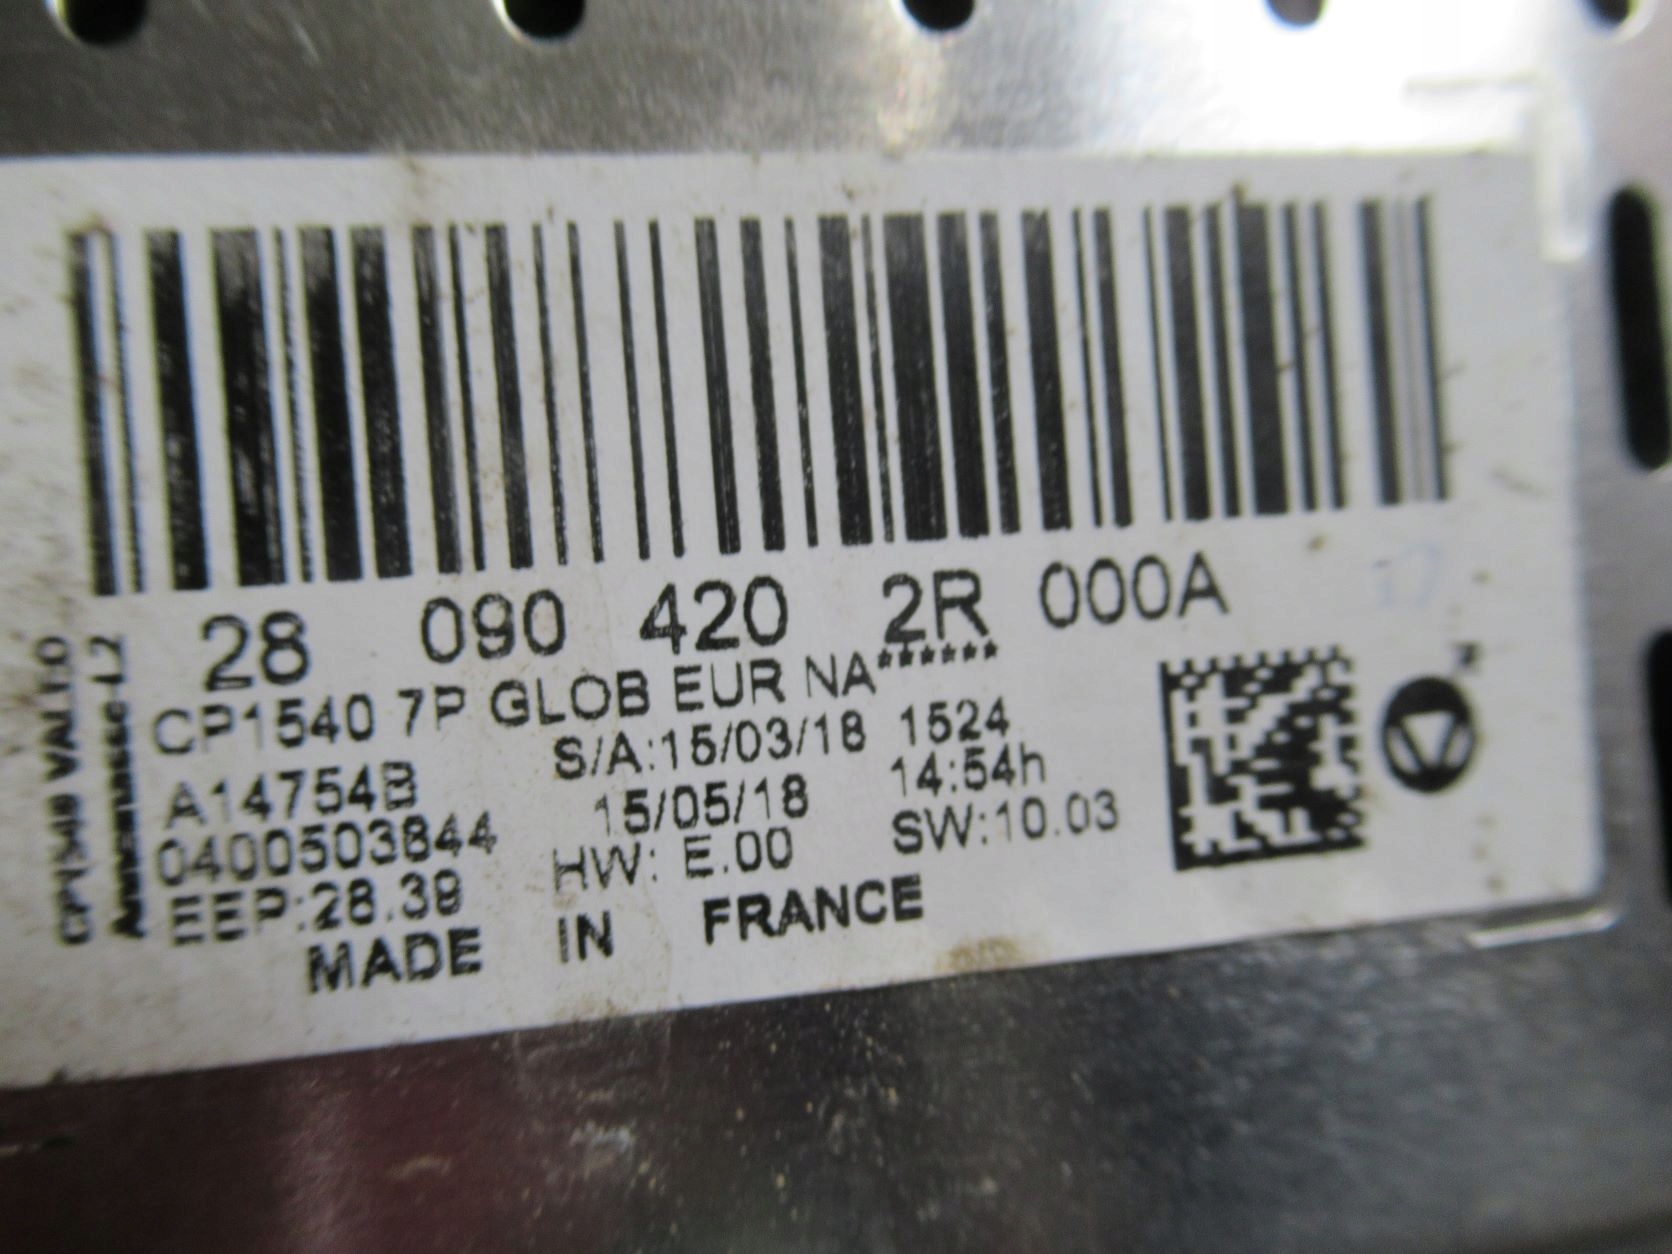 28 090 420 2R 000A
CP1540 7P GLOB EUR NA******
A14754B S/A:15/03/18 1524
0400503844 15/05/18 14:54h
EEP:28.39 HW: E.00 SW:10.03
MADE IN FRANCE
VALEO